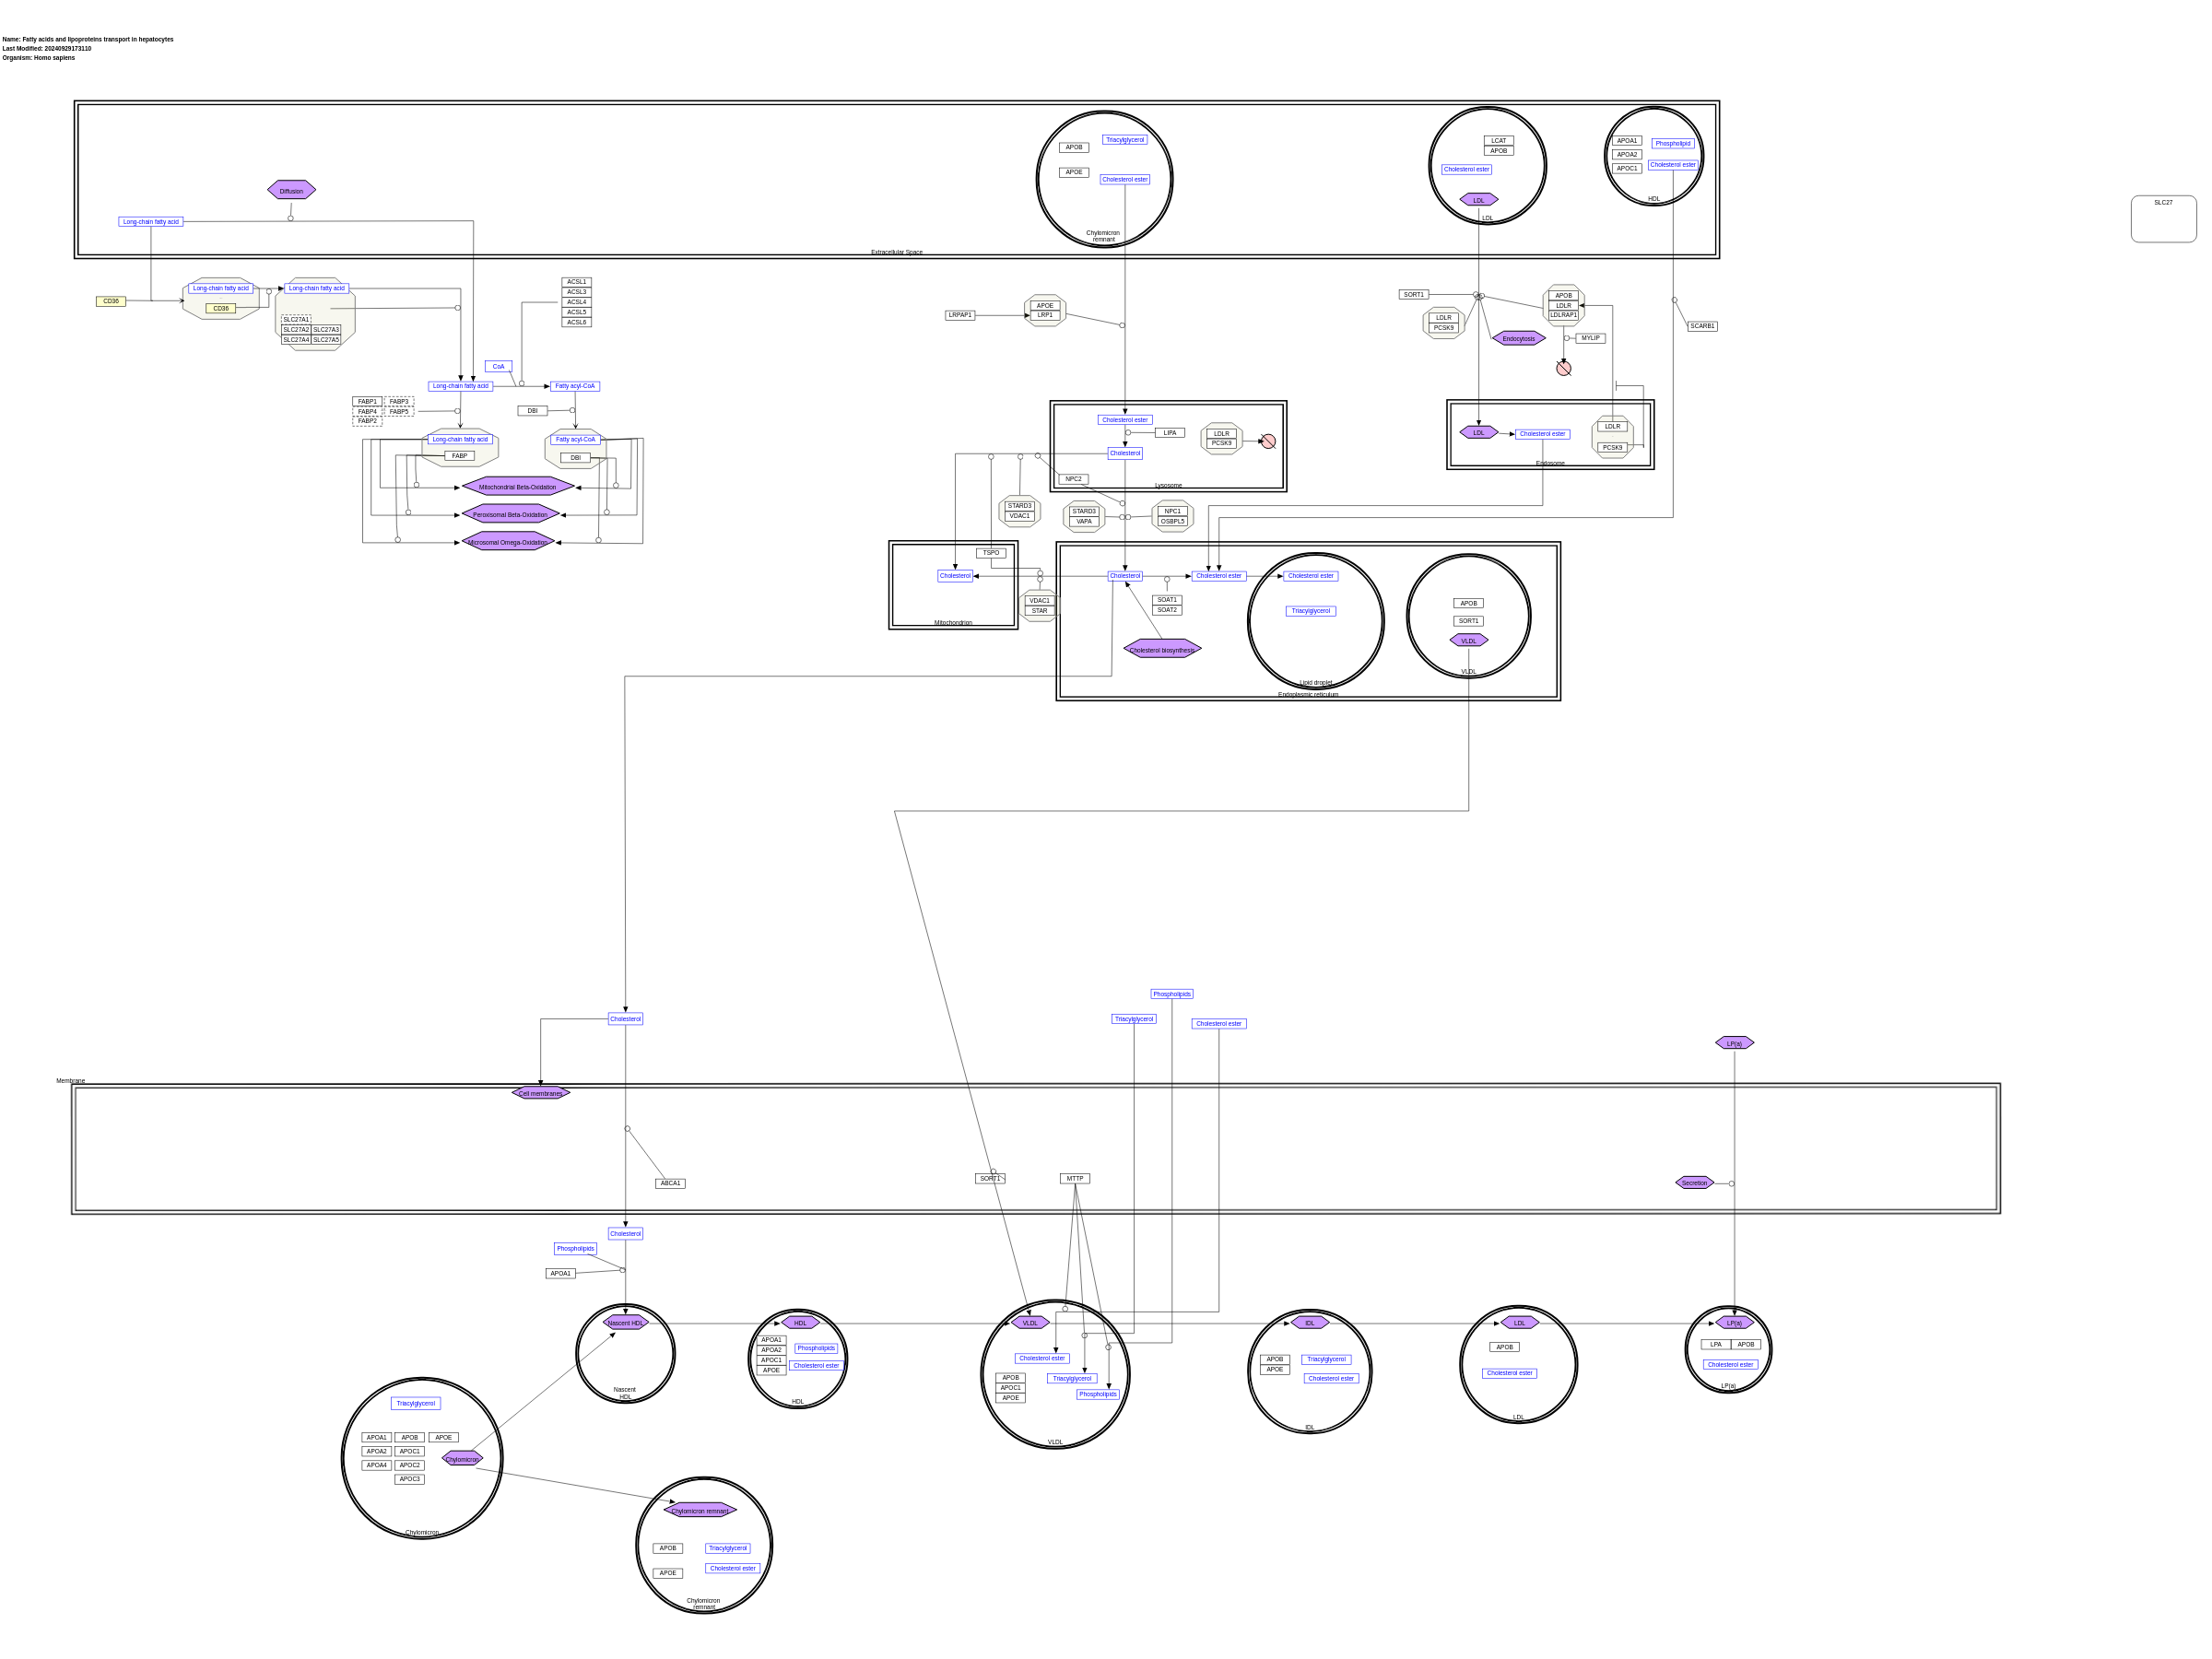 Name: Fatty acids and lipoproteins transport in hepatocytes
Last Modified: 20240929173110
Organism: Homo sapiens
Diffusion
Long-chain fatty acid
APOB
Triacylglycerol
APOE
Cholesterol ester
Chylomicron
remnant
LCAT
APOB
Cholesterol ester
LDL
LDL
APOA1
Phospholipid
APOA2
Cholesterol ester
APOC1
HDL
SLC27
Extracellular Space
CD36
Long-chain fatty acid
CD36
Long-chain fatty acid
SLC27A1
SLC27A2
SLC27A3
SLC27A4
SLC27A5
ACSL1
ACSL3
ACSL4
ACSL5
ACSL6
LRPAP1
APOE
LRP1
SORT1
LDLR
PCSK9
Endocytosis
APOB
LDLR
LDLRAP1
MYLIP
SCARB1
CoA
Long-chain fatty acid
Fatty acyl-CoA
FABP1
FABP3
FABP4
FABP5
FABP2
DBI
Long-chain fatty acid
FABP
Fatty acyl-CoA
DBI
Mitochondrial Beta-Oxidation
Peroxisomal Beta-Oxidation
Microsomal Omega-Oxidation
Cholesterol ester
LIPA
LDLR
PCSK9
Cholesterol
NPC2
Lysosome
LDL
Cholesterol ester
LDLR
PCSK9
Endosome
STARD3
VDAC1
STARD3
VAPA
NPC1
OSBPL5
TSPO
Cholesterol
Mitochondrion
VDAC1
STAR
Cholesterol
Cholesterol ester
Cholesterol ester
SOAT1
SOAT2
Triacylglycerol
Cholesterol biosynthesis
Lipid droplet
APOB
SORT1
VLDL
VLDL
Endoplasmic reticulum
Phospholipids
Triacylglycerol
Cholesterol ester
Cholesterol
LP(a)
Membrane
Cell membranes
ABCA1
SORT1
MTTP
Secretion
Cholesterol
Phospholipids
APOA1
Nascent HDL
Nascent
HDL
HDL
APOA1
APOA2
APOC1
APOE
Phospholipids
Cholesterol ester
HDL
VLDL
Cholesterol ester
Triacylglycerol
Phospholipids
APOB
APOC1
APOE
VLDL
IDL
APOB
APOE
Triacylglycerol
Cholesterol ester
IDL
LDL
APOB
Cholesterol ester
LDL
LP(a)
LPA
APOB
Cholesterol ester
LP(a)
Triacylglycerol
APOA1
APOB
APOE
APOA2
APOC1
Chylomicron
APOA4
APOC2
APOC3
Chylomicron
Chylomicron remnant
APOB
Triacylglycerol
APOE
Cholesterol ester
Chylomicron
remnant